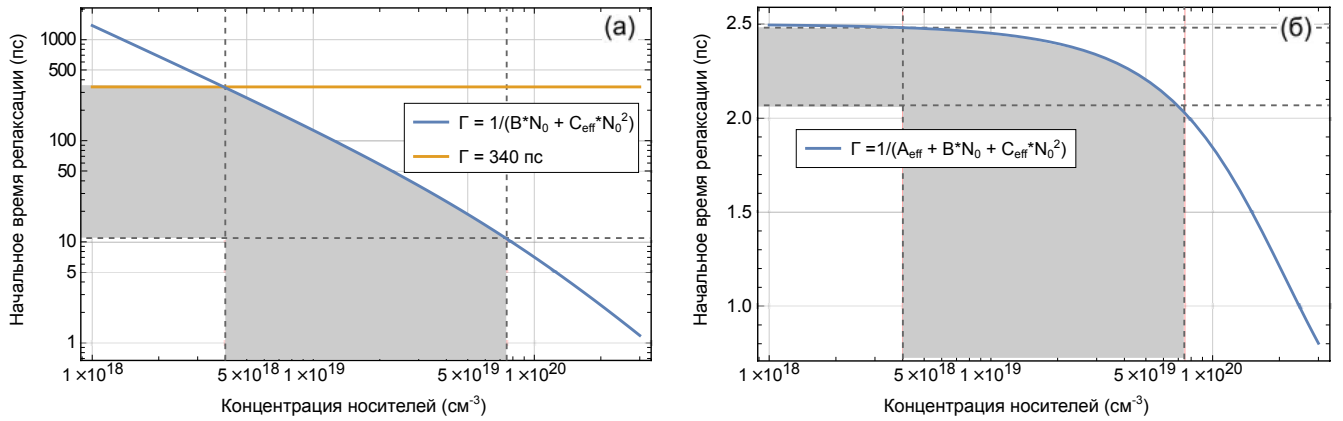 (а)
Начальное время релаксации (пс)
1000
500
100
50
10
5
1
Γ = 1/(B*N₀ + C_eff*N₀²)
Γ = 340 пс
1×10¹⁸
5×10¹⁸
1×10¹⁹
5×10¹⁹
1×10²⁰
Концентрация носителей (см⁻³)
(б)
Начальное время релаксации (пс)
2.5
2.0
1.5
1.0
Γ =1/(A_eff + B*N₀ + C_eff*N₀²)
1×10¹⁸
5×10¹⁸
1×10¹⁹
5×10¹⁹
1×10²⁰
Концентрация носителей (см⁻³)